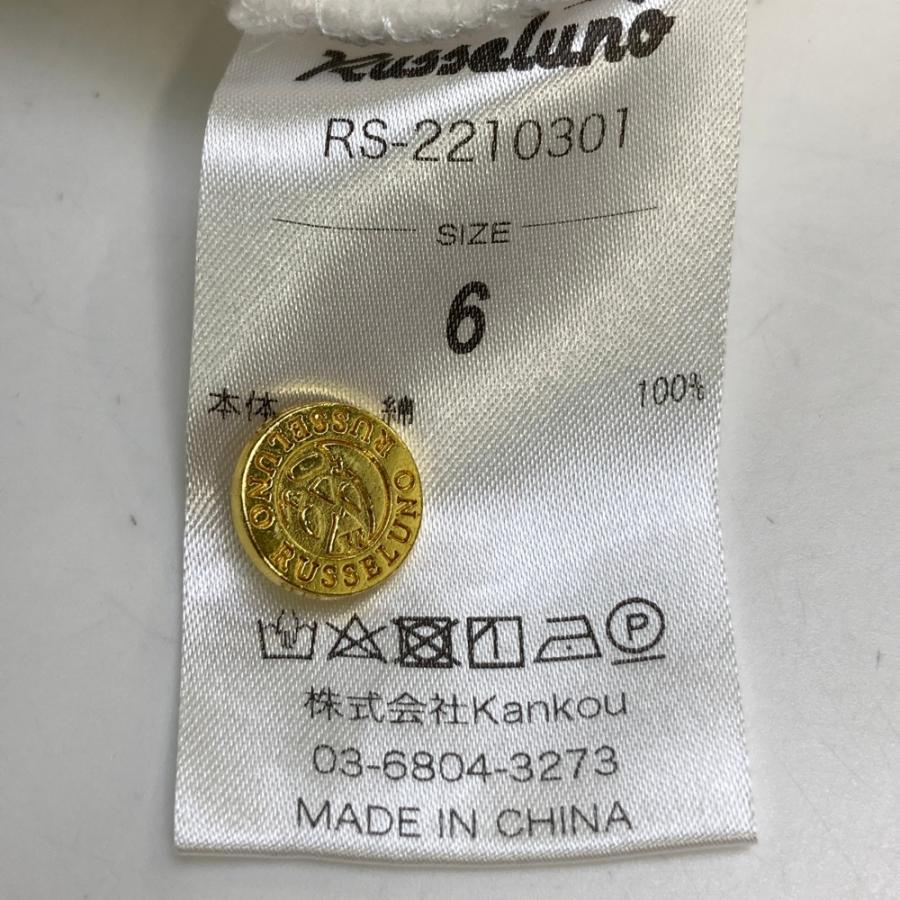 Russeluno
RS-2210301
SIZE
6
本体 綿 100%
RUSSELUNO RUSSELUNO
株式会社Kankou
03-6804-3273
MADE IN CHINA